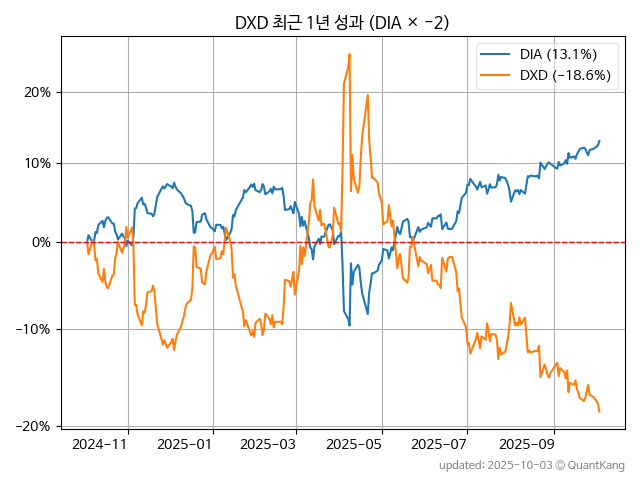 DXD 최근 1년 성과 (DIA × −2)
DIA (13.1%)
DXD (−18.6%)
20%
10%
0%
−10%
−20%
2024−11
2025−01
2025−03
2025−05
2025−07
2025−09
updated: 2025-10-03 © QuantKang